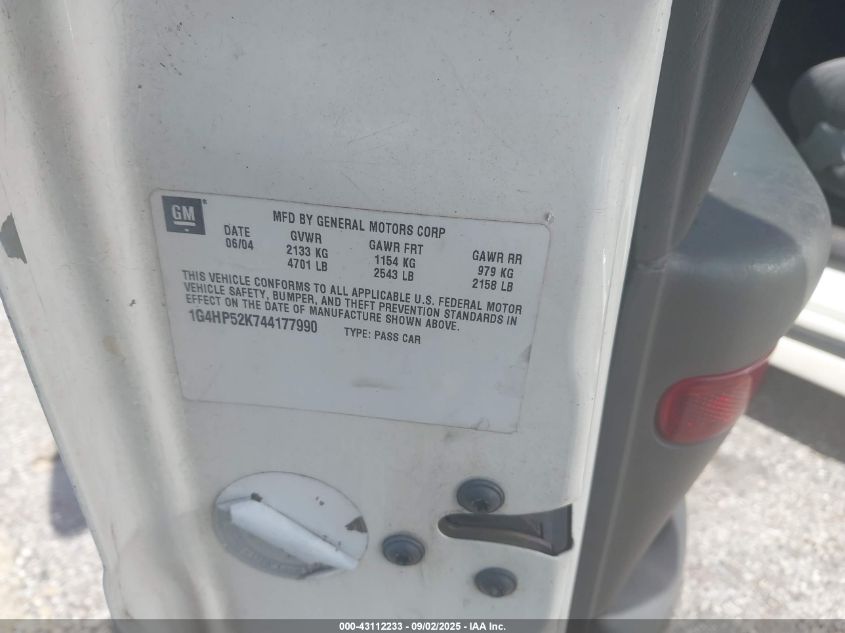 GM
MFD BY GENERAL MOTORS CORP
DATE GVWR GAWR FRT GAWR RR
06/04 2133 KG 1154 KG 979 KG
4701 LB 2543 LB 2158 LB
THIS VEHICLE CONFORMS TO ALL APPLICABLE U.S. FEDERAL MOTOR
VEHICLE SAFETY, BUMPER, AND THEFT PREVENTION STANDARDS IN
EFFECT ON THE DATE OF MANUFACTURE SHOWN ABOVE.
1G4HP52K744177990 TYPE: PASS CAR
000-43112233 - 09/02/2025 - IAA Inc.